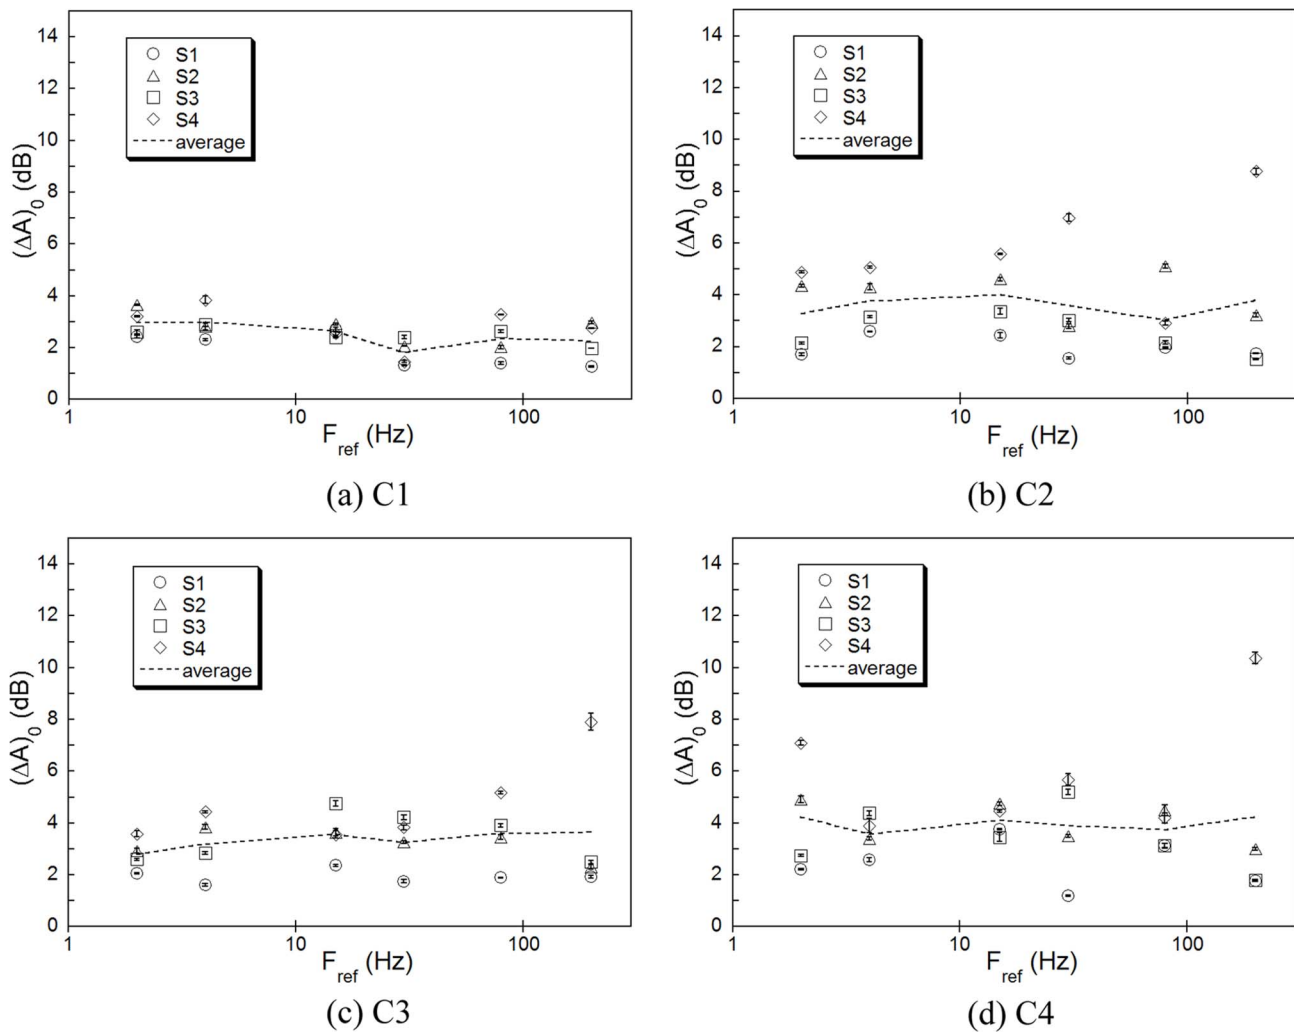 14
12
10
8
6
4
2
0
(ΔA)0 (dB)
S1
S2
S3
S4
average
1 10 100
Fref (Hz)
(a) C1
14
12
10
8
6
4
2
0
(ΔA)0 (dB)
S1
S2
S3
S4
average
1 10 100
Fref (Hz)
(b) C2
14
12
10
8
6
4
2
0
(ΔA)0 (dB)
S1
S2
S3
S4
average
1 10 100
Fref (Hz)
(c) C3
14
12
10
8
6
4
2
0
(ΔA)0 (dB)
S1
S2
S3
S4
average
1 10 100
Fref (Hz)
(d) C4